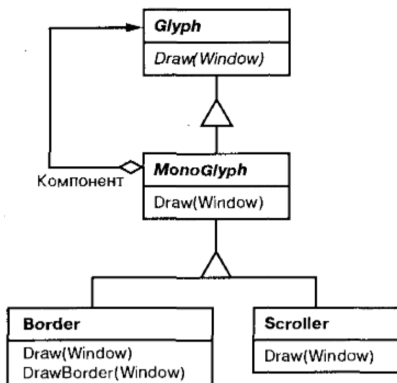 Glyph
Draw(Window)
Компонент
MonoGlyph
Draw(Window)
Border
Draw(Window)
DrawBorder(Window)
Scroller
Draw(Window)